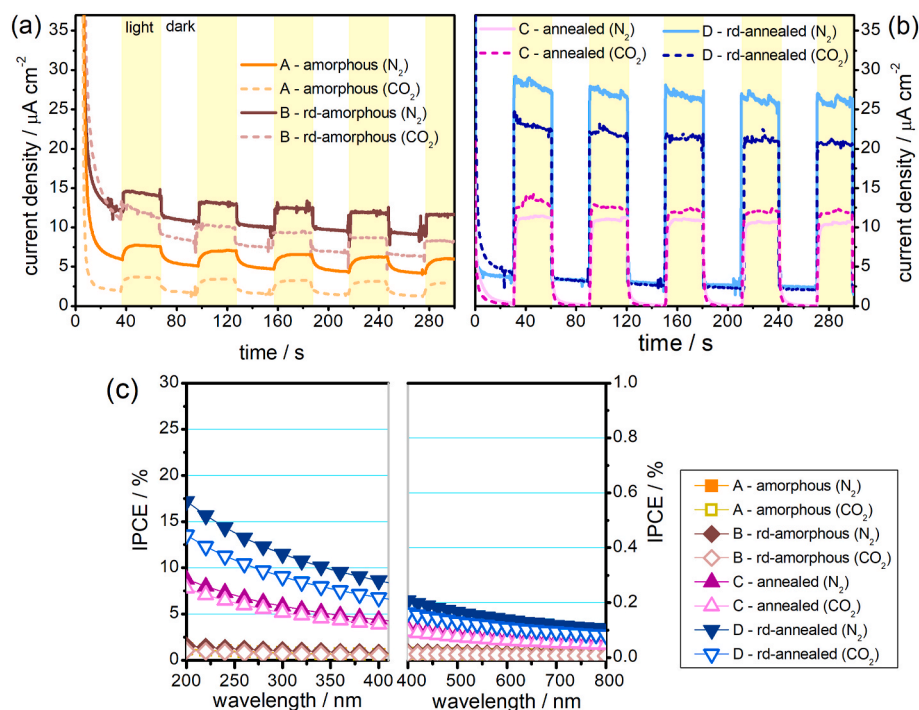 (a)
light dark
A - amorphous (N2)
A - amorphous (CO2)
B - rd-amorphous (N2)
B - rd-amorphous (CO2)
current density / µA cm-2
35
30
25
20
15
10
5
0
0 40 80 120 160 200 240 280
time / s
(b)
C - annealed (N2)
C - annealed (CO2)
D - rd-annealed (N2)
D - rd-annealed (CO2)
35
30
25
20
15
10
5
0
current density / µA cm-2
0 60 120 180 240 300
time / s
(c)
IPCE / %
30
25
20
15
10
5
0
200 250 300 350 400
wavelength / nm
1.0
0.8
0.6
0.4
0.2
0.0
IPCE / %
400 500 600 700 800
wavelength / nm
A - amorphous (N2)
A - amorphous (CO2)
B - rd-amorphous (N2)
B - rd-amorphous (CO2)
C - annealed (N2)
C - annealed (CO2)
D - rd-annealed (N2)
D - rd-annealed (CO2)